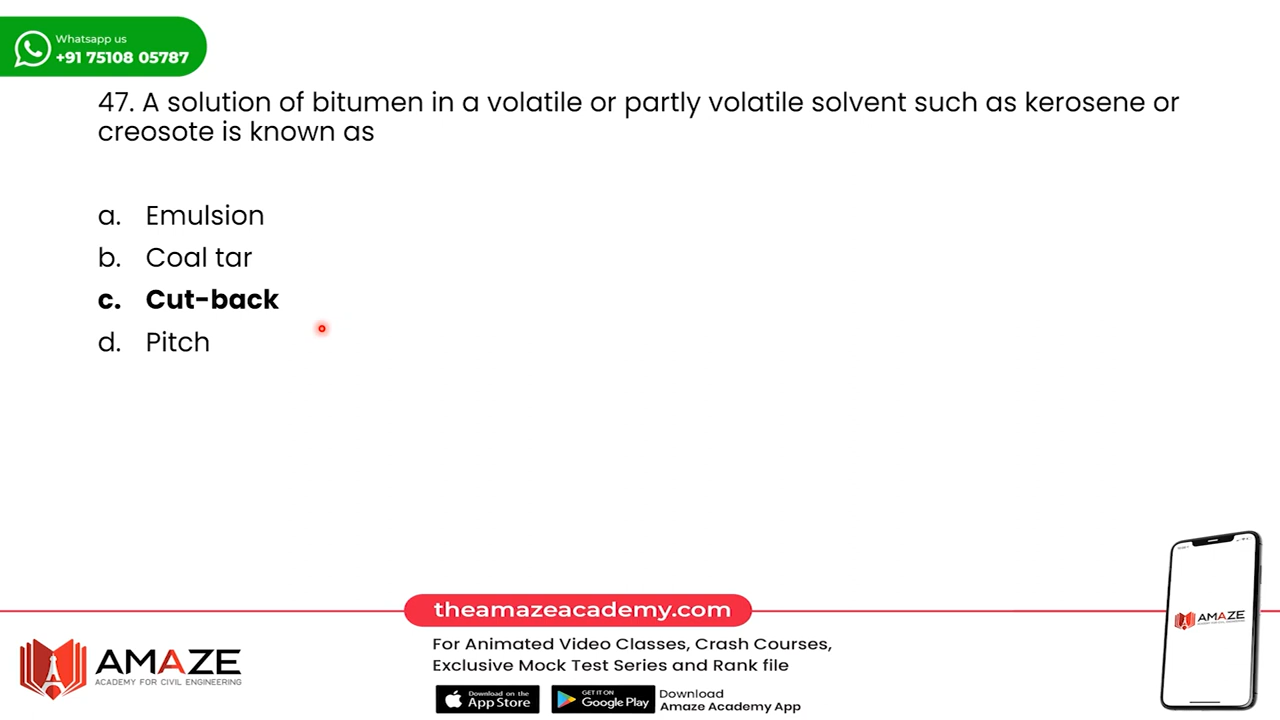 Whatsapp us
+91 75108 05787
47. A solution of bitumen in a volatile or partly volatile solvent such as kerosene or
creosote is known as
a. Emulsion
b. Coal tar
c. Cut-back
d. Pitch
theamazeacademy.com
For Animated Video Classes, Crash Courses,
Exclusive Mock Test Series and Rank file
AMAZE
ACADEMY FOR CIVIL ENGINEERING
Download on the
App Store
GET IT ON
Google Play
Download
Amaze Academy App
AMAZE